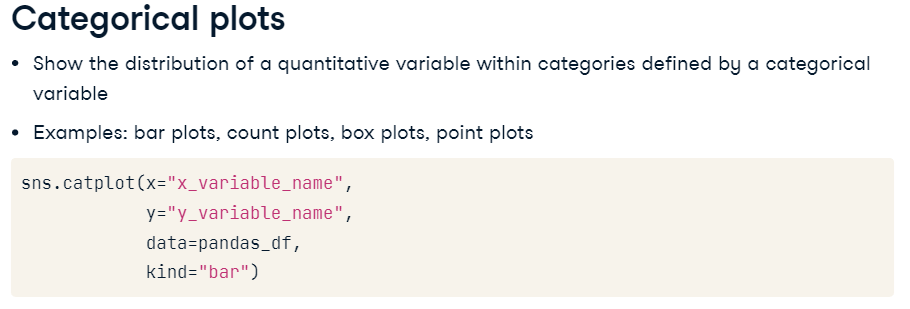 Categorical plots
• Show the distribution of a quantitative variable within categories defined by a categorical
variable
• Examples: bar plots, count plots, box plots, point plots
sns.catplot(x="x_variable_name",
            y="y_variable_name",
            data=pandas_df,
            kind="bar")